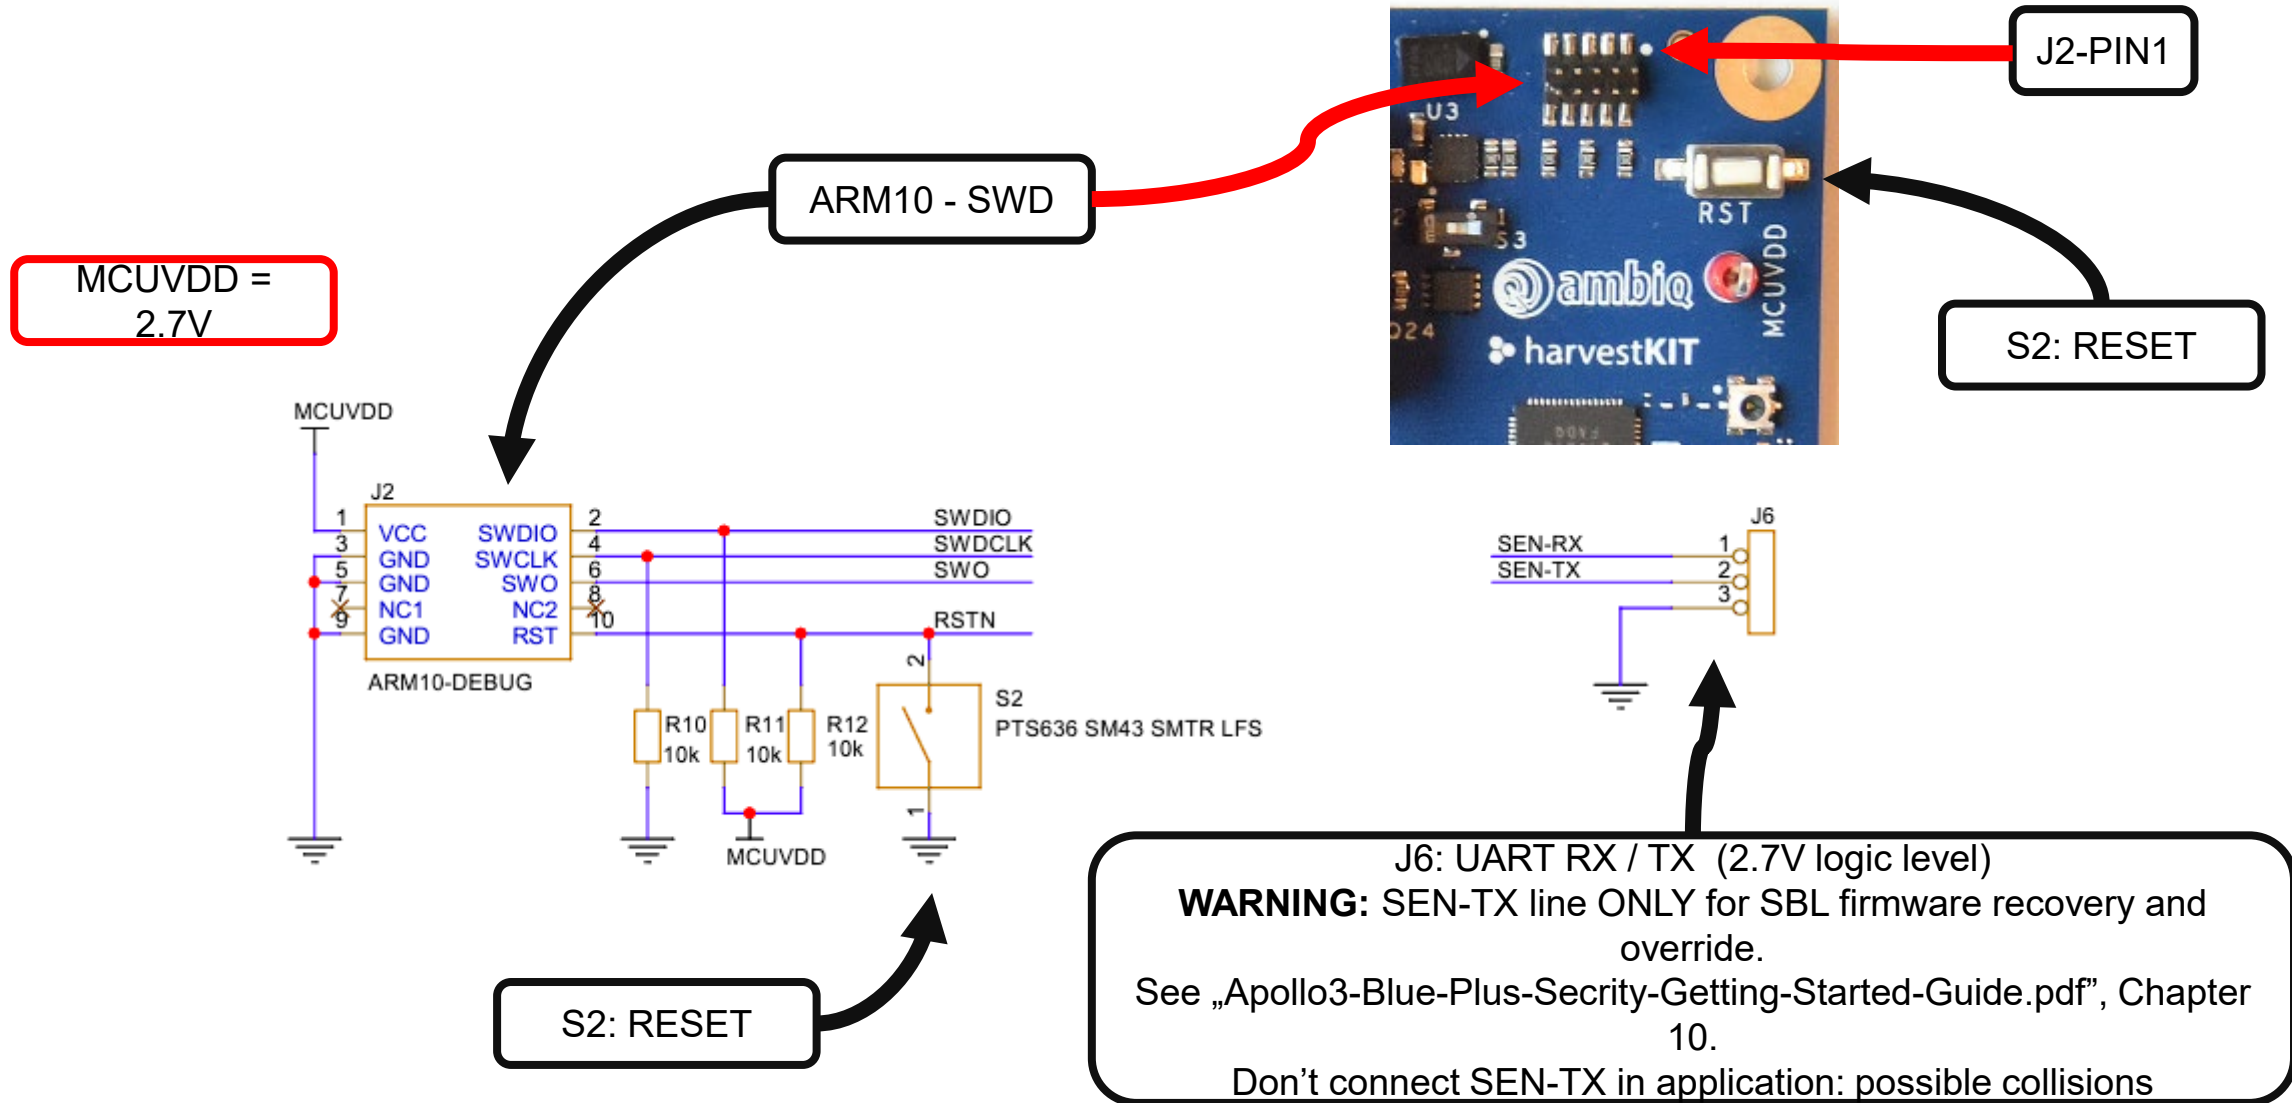 J2-PIN1
U3
ARM10 - SWD
RST
S3
MCUVDD
MCUVDD =
2.7V
ambiq
harvestKIT
S2: RESET
MCUVDD
J2
1
VCC
SWDIO
2
SWDIO
3
GND
SWCLK
4
SWDCLK
5
GND
SWO
6
SWO
7
NC1
NC2
8
9
GND
RST
10
RSTN
ARM10-DEBUG
J6
SEN-RX
1
SEN-TX
2
3
2
R10
10k
R11
10k
R12
10k
S2
PTS636 SM43 SMTR LFS
1
MCUVDD
S2: RESET
J6: UART RX / TX (2.7V logic level)
WARNING: SEN-TX line ONLY for SBL firmware recovery and
override.
See „Apollo3-Blue-Plus-Secrity-Getting-Started-Guide.pdf”, Chapter
10.
Don’t connect SEN-TX in application: possible collisions